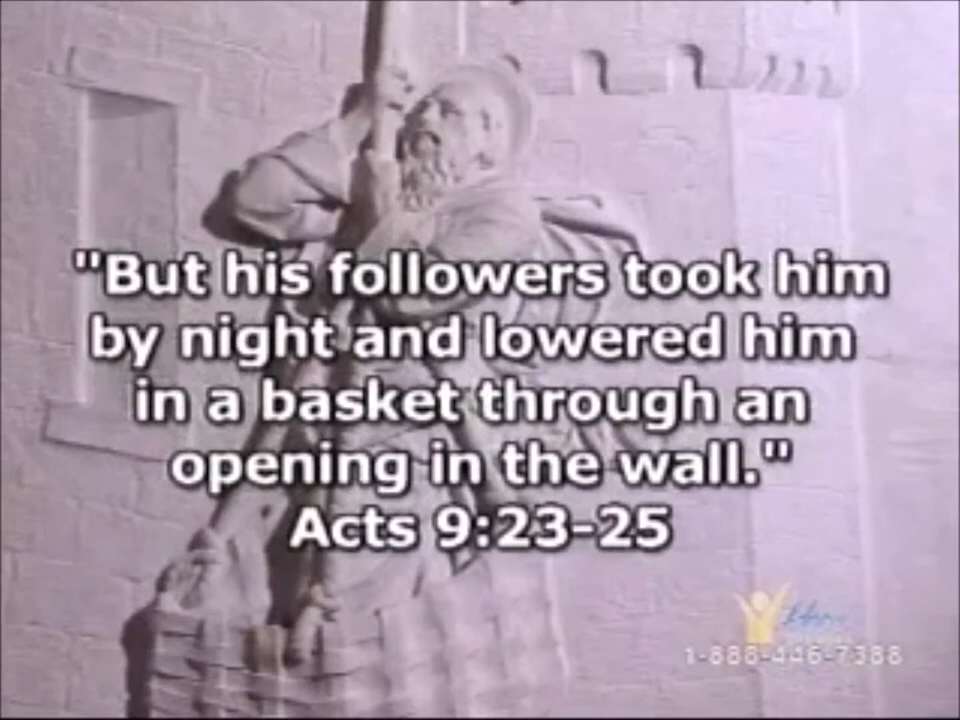 "But his followers took him
by night and lowered him
in a basket through an
opening in the wall."
Acts 9:23-25
1-888-446-7388